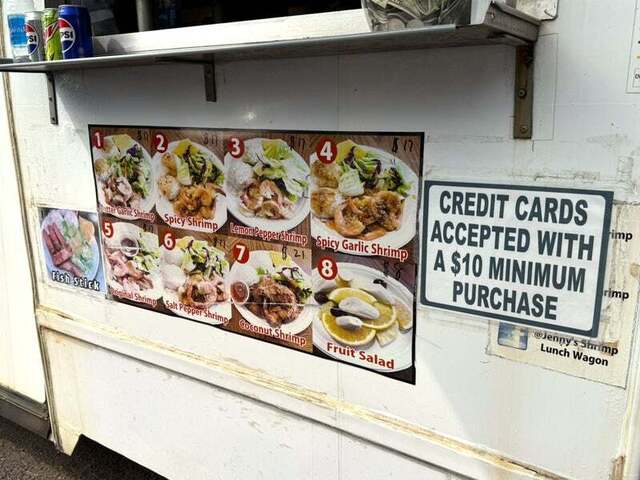 PSI
1
2
3
4
Butter Garlic Shrimp
Spicy Shrimp
Lemon Pepper Shrimp
Spicy Garlic Shrimp
5
6
7
8
Shrimp
Salt Pepper Shrimp
Coconut Shrimp
Fruit Salad
Fish Stick
CREDIT CARDS
ACCEPTED WITH
A $10 MINIMUM
PURCHASE
@Jenny's Shrimp
Lunch Wagon